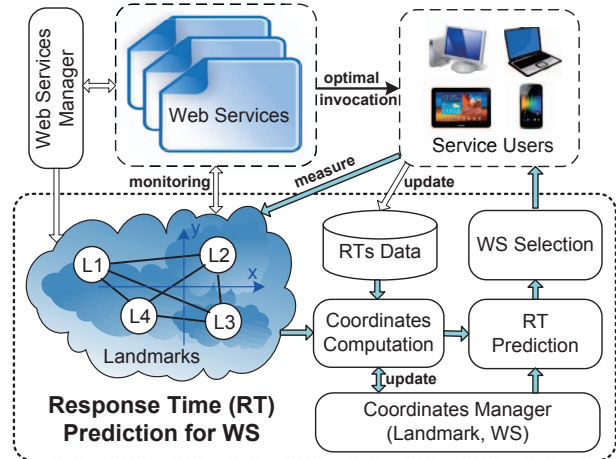 Web Services
Manager
Web Services
optimal
invocation
Service Users
monitoring
measure
update
y
x
L1
L2
L4
L3
Landmarks
RTs Data
WS Selection
Coordinates
Computation
RT
Prediction
update
Response Time (RT)
Prediction for WS
Coordinates Manager
(Landmark, WS)